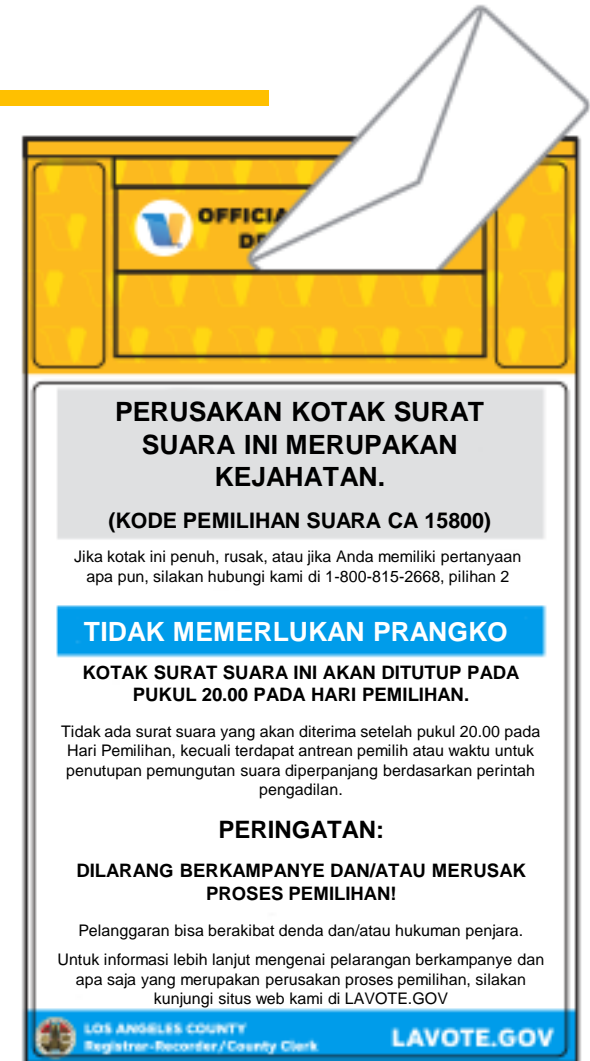 OFFICIA
PERUSAKAN KOTAK SURAT
SUARA INI MERUPAKAN
KEJAHATAN.
(KODE PEMILIHAN SUARA CA 15800)
Jika kotak ini penuh, rusak, atau jika Anda memiliki pertanyaan
apa pun, silakan hubungi kami di 1-800-815-2668, pilihan 2
TIDAK MEMERLUKAN PRANGKO
KOTAK SURAT SUARA INI AKAN DITUTUP PADA
PUKUL 20.00 PADA HARI PEMILIHAN.
Tidak ada surat suara yang akan diterima setelah pukul 20.00 pada
Hari Pemilihan, kecuali terdapat antrean pemilih atau waktu untuk
penutupan pemungutan suara diperpanjang berdasarkan perintah
pengadilan.
PERINGATAN:
DILARANG BERKAMPANYE DAN/ATAU MERUSAK
PROSES PEMILIHAN!
Pelanggaran bisa berakibat denda dan/atau hukuman penjara.
Untuk informasi lebih lanjut mengenai pelarangan berkampanye dan
apa saja yang merupakan perusakan proses pemilihan, silakan
kunjungi situs web kami di LAVOTE.GOV
LOS ANGELES COUNTY
Registrar-Recorder/County Clerk
LAVOTE.GOV